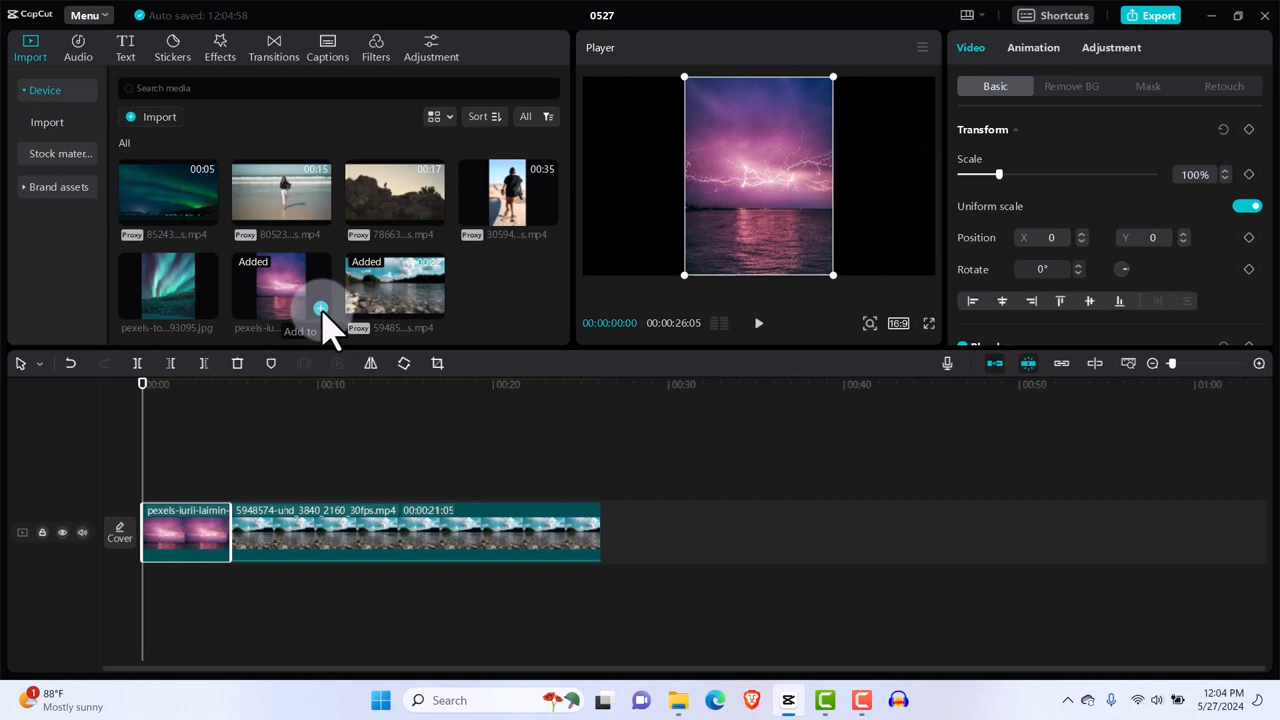 CapCut
Menu
Auto saved: 12:04:58
0527
Shortcuts
Export
Import
Audio
Text
Stickers
Effects
Transitions
Captions
Filters
Adjustment
Device
Import
Stock mater...
Brand assets
Search media
Import
Sort
All
All
00:05
00:15
00:17
00:35
Proxy 85243...s.mp4
Proxy 80523...s.mp4
Proxy 78663...s.mp4
Proxy 30594...s.mp4
Added
Added
00:22
pexels-to...93095.jpg
pexels-iu...
Add to
Proxy 59485...s.mp4
Player
00:00:00:00
00:00:26:05
16:9
Video
Animation
Adjustment
Basic
Remove BG
Mask
Retouch
Transform
Scale
100%
Uniform scale
Position
X 0
Y 0
Rotate
0°
00:00
00:10
00:20
00:30
00:40
00:50
01:00
Cover
pexels-iurii-laimin-
5948574-und_3840_2160_30fps.mp4 00:00:21:05
1
88°F
Mostly sunny
Search
12:04 PM
5/27/2024